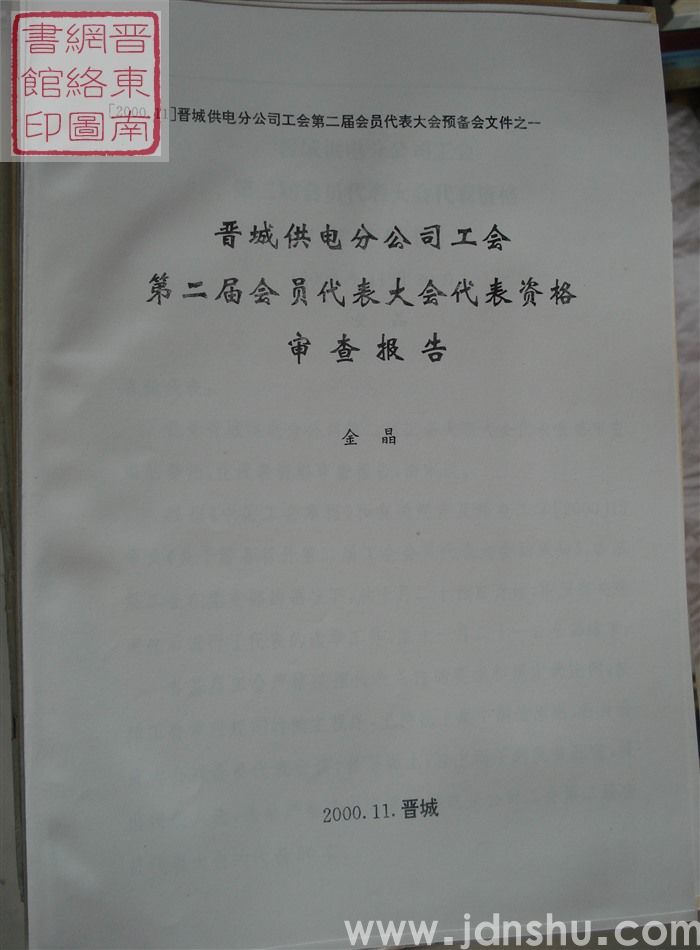 晋東南
網絡圖
書館印
[2000.11]晋城供电分公司工会第二届会员代表大会预备会文件之一
晋城供电分公司工会
第二届会员代表大会代表资格
审查报告
金 晶
2000.11.晋城
www.jdnshu.com